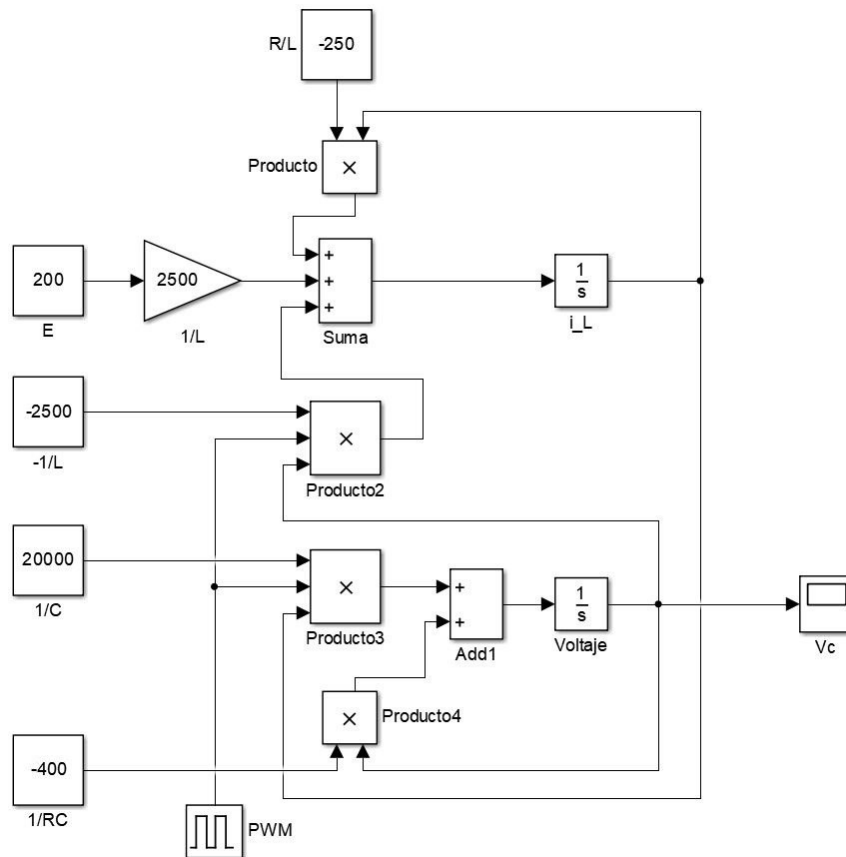 R/L
-250
Producto
×
200
E
2500
1/L
+
+
+
Suma
1
s
i_L
-2500
-1/L
×
Producto2
20000
1/C
×
Producto3
+
+
Add1
1
s
Voltaje
Vc
×
Producto4
-400
1/RC
PWM